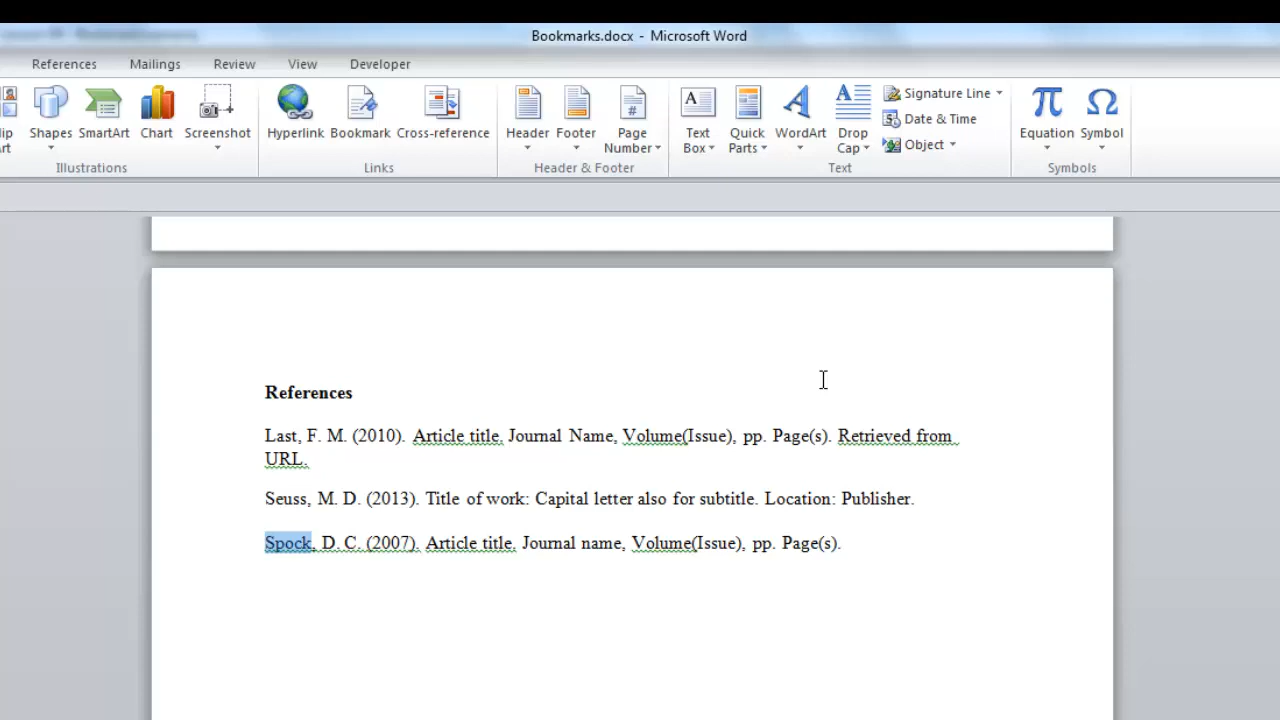 Bookmarks.docx - Microsoft Word
References Mailings Review View Developer
Shapes SmartArt Chart Screenshot Hyperlink Bookmark Cross-reference Header Footer Page Number Text Box Quick Parts WordArt Drop Cap Signature Line Date & Time Object Equation Symbol
Illustrations Links Header & Footer Text Symbols
References
Last, F. M. (2010). Article title. Journal Name, Volume(Issue), pp. Page(s). Retrieved from
URL.
Seuss, M. D. (2013). Title of work: Capital letter also for subtitle. Location: Publisher.
Spock, D. C. (2007). Article title. Journal name, Volume(Issue), pp. Page(s).